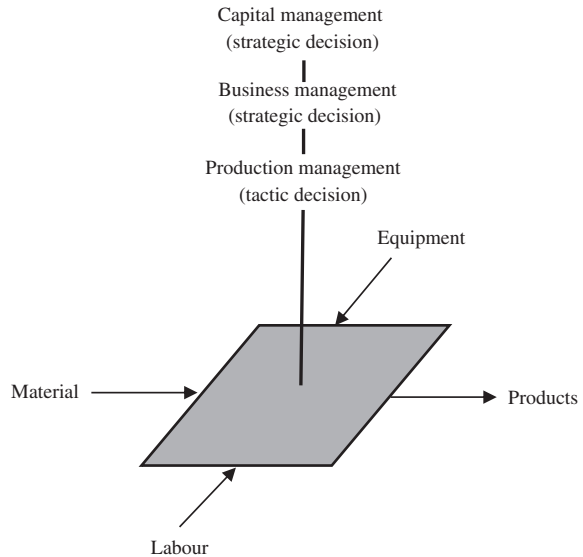 Capital management
(strategic decision)
Business management
(strategic decision)
Production management
(tactic decision)
Equipment
Material
Products
Labour